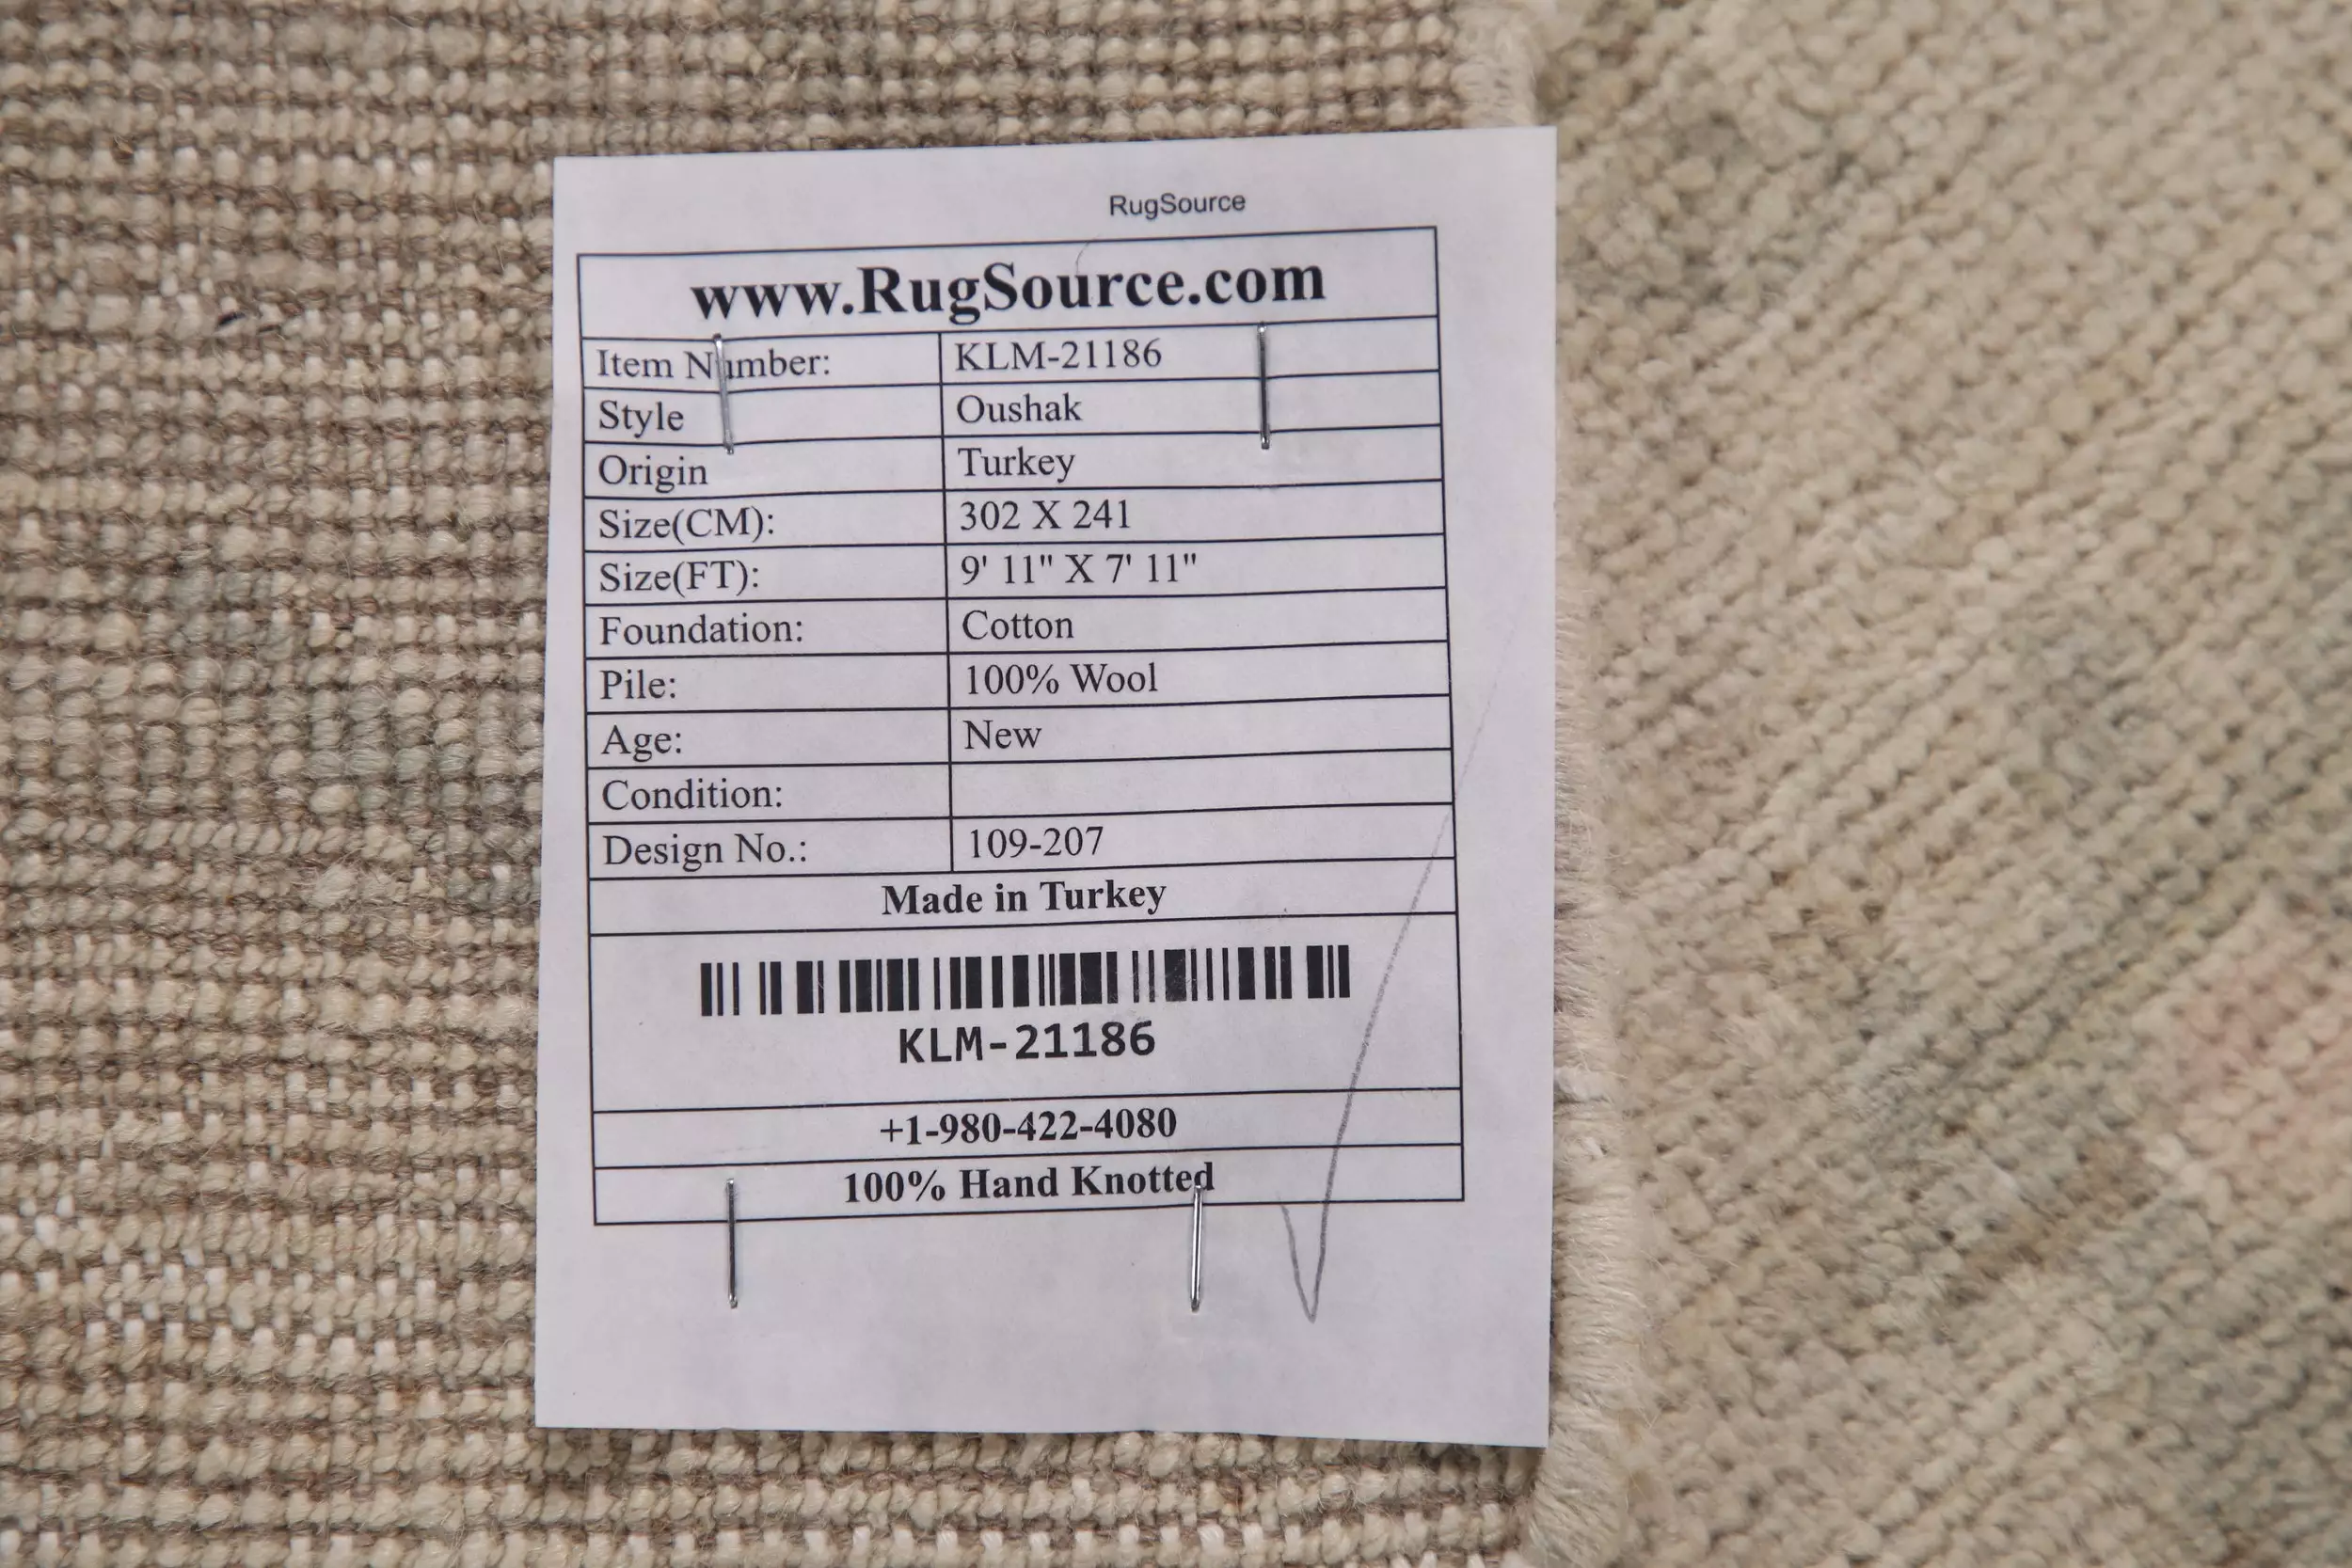 RugSource
www.RugSource.com
Item Number: KLM-21186
Style Oushak
Origin Turkey
Size(CM): 302 X 241
Size(FT): 9' 11" X 7' 11"
Foundation: Cotton
Pile: 100% Wool
Age: New
Condition:
Design No.: 109-207
Made in Turkey
KLM-21186
+1-980-422-4080
100% Hand Knotted